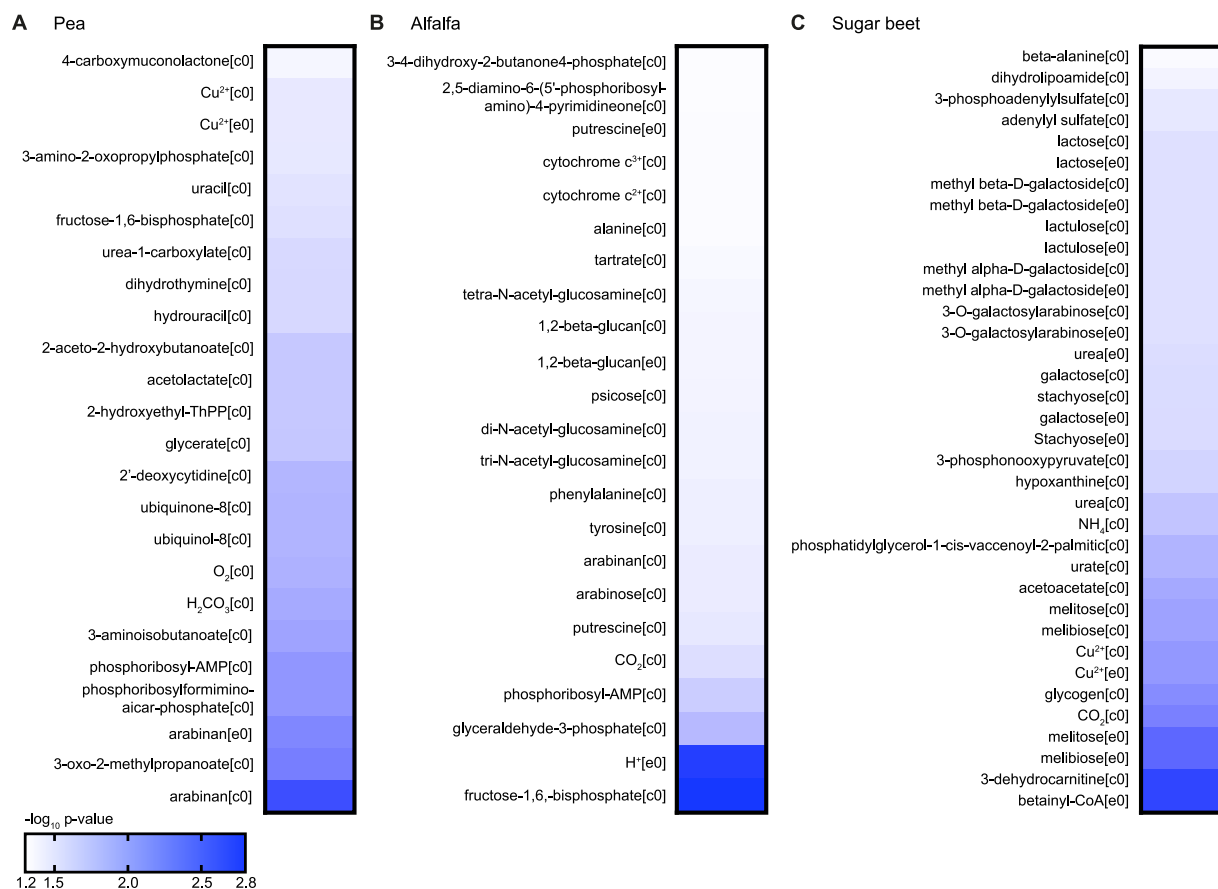 A Pea
4-carboxymuconolactone[c0]
Cu²⁺[c0]
Cu²⁺[e0]
3-amino-2-oxopropylphosphate[c0]
uracil[c0]
fructose-1,6-bisphosphate[c0]
urea-1-carboxylate[c0]
dihydrothymine[c0]
hydrouracil[c0]
2-aceto-2-hydroxybutanoate[c0]
acetolactate[c0]
2-hydroxyethyl-ThPP[c0]
glycerate[c0]
2'-deoxycytidine[c0]
ubiquinone-8[c0]
ubiquinol-8[c0]
O₂[c0]
H₂CO₃[c0]
3-aminoisobutanoate[c0]
phosphoribosyl-AMP[c0]
phosphoribosylformimino-
aicar-phosphate[c0]
arabinan[e0]
3-oxo-2-methylpropanoate[c0]
arabinan[c0]
-log₁₀ p-value
1.2 1.5 2.0 2.5 2.8
B Alfalfa
3-4-dihydroxy-2-butanone4-phosphate[c0]
2,5-diamino-6-(5'-phosphoribosyl-
amino)-4-pyrimidineone[c0]
putrescine[e0]
cytochrome c³⁺[c0]
cytochrome c²⁺[c0]
alanine[c0]
tartrate[c0]
tetra-N-acetyl-glucosamine[c0]
1,2-beta-glucan[c0]
1,2-beta-glucan[e0]
psicose[c0]
di-N-acetyl-glucosamine[c0]
tri-N-acetyl-glucosamine[c0]
phenylalanine[c0]
tyrosine[c0]
arabinan[c0]
arabinose[c0]
putrescine[c0]
CO₂[c0]
phosphoribosyl-AMP[c0]
glyceraldehyde-3-phosphate[c0]
H⁺[e0]
fructose-1,6,-bisphosphate[c0]
C Sugar beet
beta-alanine[c0]
dihydrolipoamide[c0]
3-phosphoadenylylsulfate[c0]
adenylyl sulfate[c0]
lactose[c0]
lactose[e0]
methyl beta-D-galactoside[c0]
methyl beta-D-galactoside[e0]
lactulose[c0]
lactulose[e0]
methyl alpha-D-galactoside[c0]
methyl alpha-D-galactoside[e0]
3-O-galactosylarabinose[c0]
3-O-galactosylarabinose[e0]
urea[e0]
galactose[c0]
stachyose[c0]
galactose[e0]
Stachyose[e0]
3-phosphonooxypyruvate[c0]
hypoxanthine[c0]
urea[c0]
NH₄[c0]
phosphatidylglycerol-1-cis-vaccenoyl-2-palmitic[c0]
urate[c0]
acetoacetate[c0]
melitose[c0]
melibiose[c0]
Cu²⁺[c0]
Cu²⁺[e0]
glycogen[c0]
CO₂[c0]
melitose[e0]
melibiose[e0]
3-dehydrocarnitine[c0]
betainyl-CoA[e0]